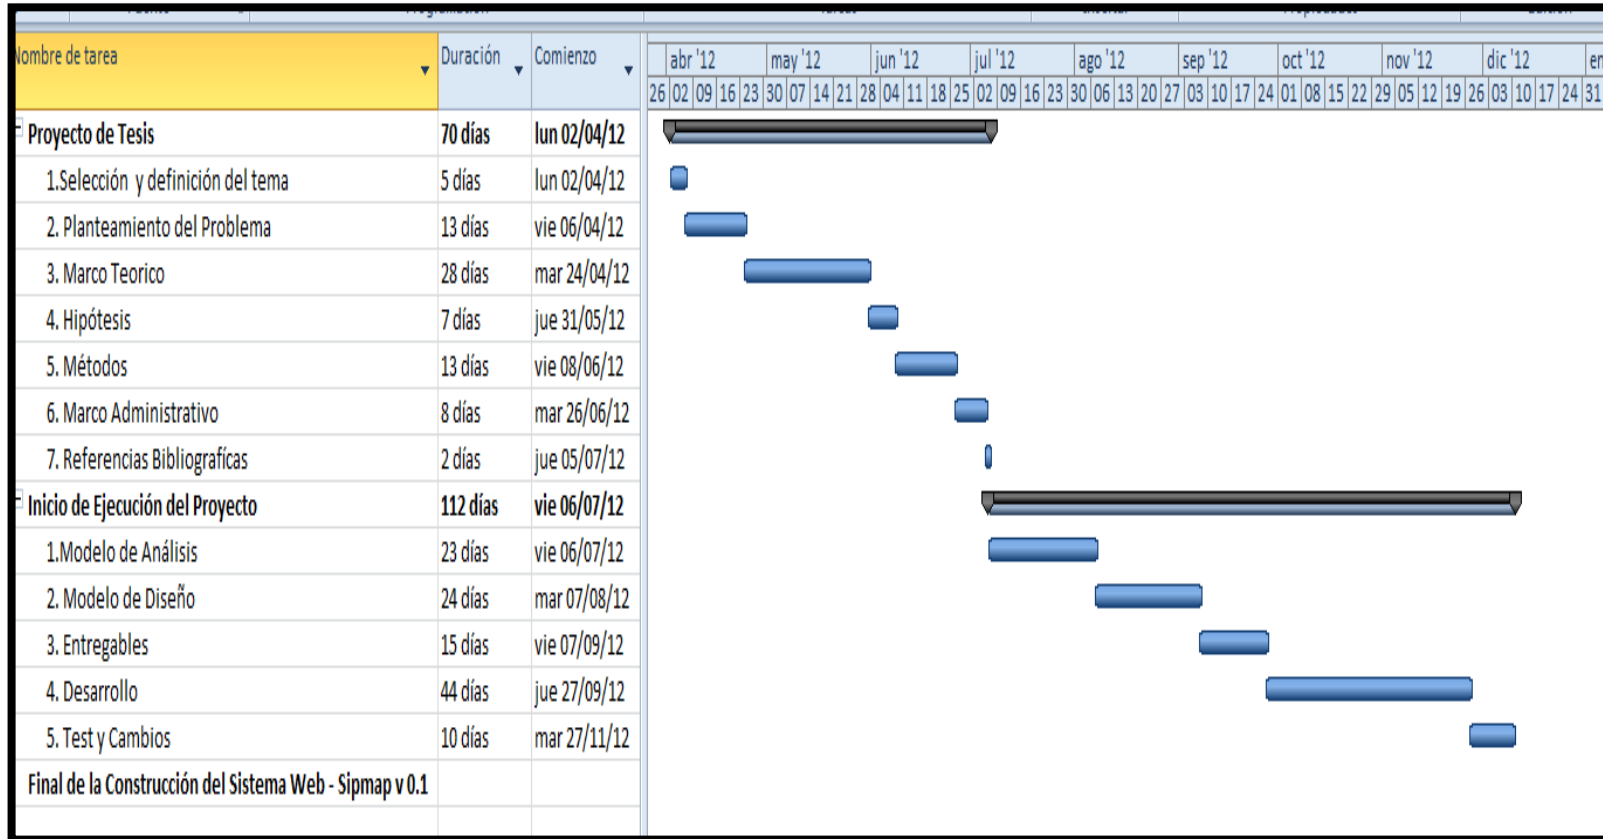 Nombre de tarea Duración Comienzo
abr '12 may '12 jun '12 jul '12 ago '12 sep '12 oct '12 nov '12 dic '12 en
26 02 09 16 23 30 07 14 21 28 04 11 18 25 02 09 16 23 30 06 13 20 27 03 10 17 24 01 08 15 22 29 05 12 19 26 03 10 17 24 31
Proyecto de Tesis 70 días lun 02/04/12
1.Selección y definición del tema 5 días lun 02/04/12
2. Planteamiento del Problema 13 días vie 06/04/12
3. Marco Teorico 28 días mar 24/04/12
4. Hipótesis 7 días jue 31/05/12
5. Métodos 13 días vie 08/06/12
6. Marco Administrativo 8 días mar 26/06/12
7. Referencias Bibliografícas 2 días jue 05/07/12
Inicio de Ejecución del Proyecto 112 días vie 06/07/12
1.Modelo de Análisis 23 días vie 06/07/12
2. Modelo de Diseño 24 días mar 07/08/12
3. Entregables 15 días vie 07/09/12
4. Desarrollo 44 días jue 27/09/12
5. Test y Cambios 10 días mar 27/11/12
Final de la Construcción del Sistema Web - Sipmap v 0.1